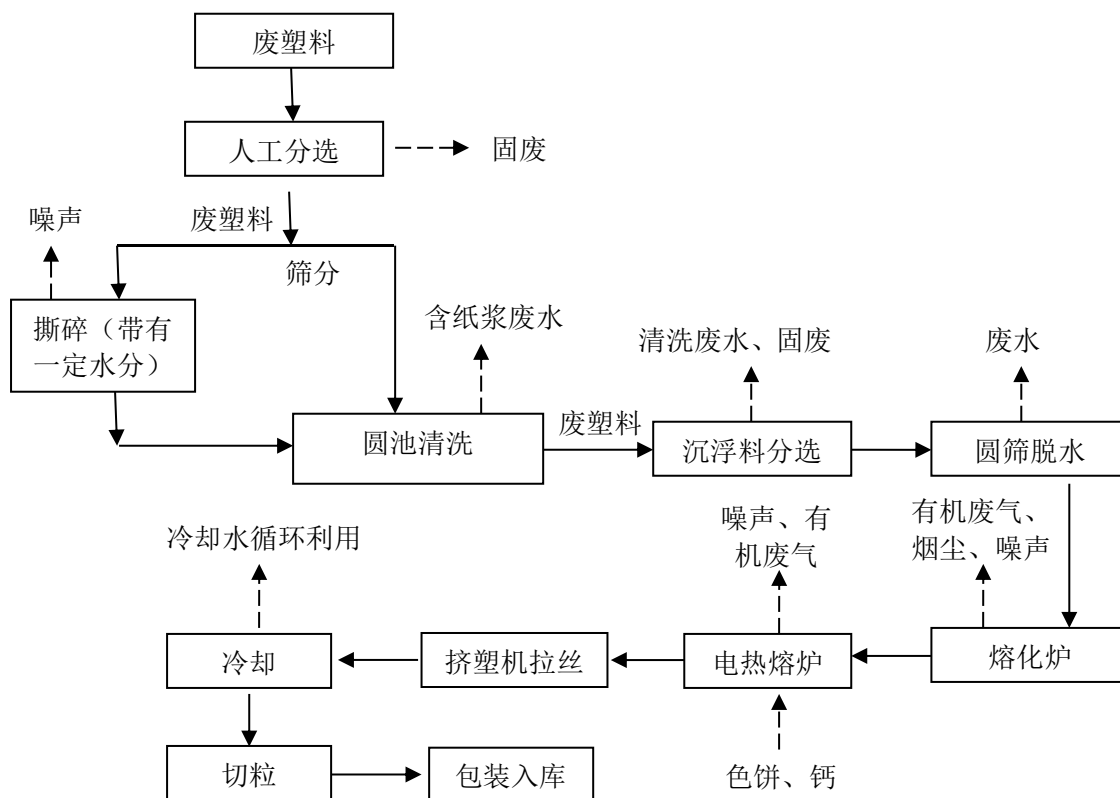 废塑料
人工分选
固废
噪声
废塑料
筛分
撕碎（带有
一定水分）
含纸浆废水
清洗废水、固废
废水
圆池清洗
废塑料
沉浮料分选
圆筛脱水
冷却水循环利用
噪声、有
机废气
有机废气、
烟尘、噪声
冷却
挤塑机拉丝
电热熔炉
熔化炉
切粒
包装入库
色饼、钙